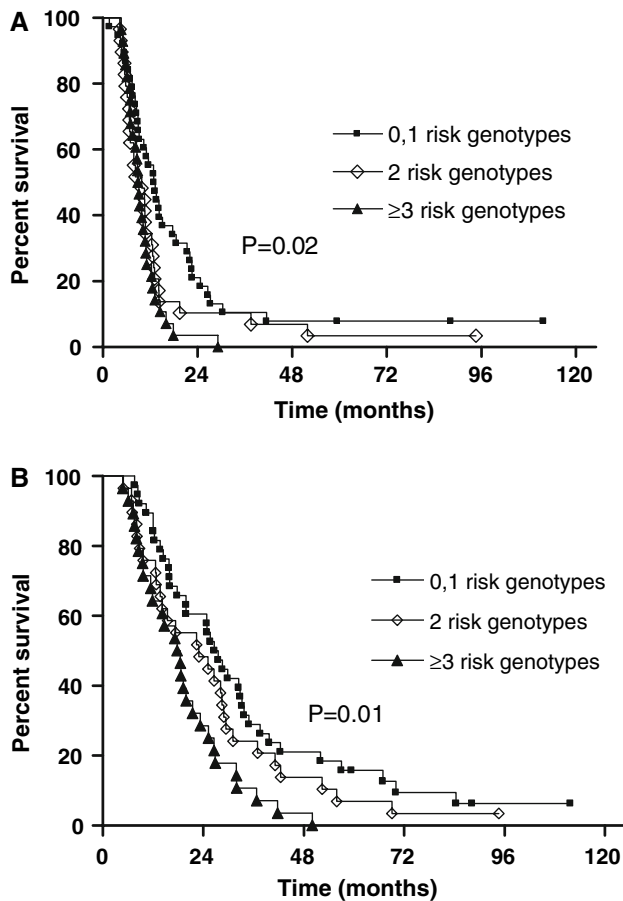 A
100
80
60
40
20
0
Percent survival
0,1 risk genotypes
2 risk genotypes
≥3 risk genotypes
P=0.02
0 24 48 72 96 120
Time (months)
B
100
80
60
40
20
0
Percent survival
0,1 risk genotypes
2 risk genotypes
≥3 risk genotypes
P=0.01
0 24 48 72 96 120
Time (months)